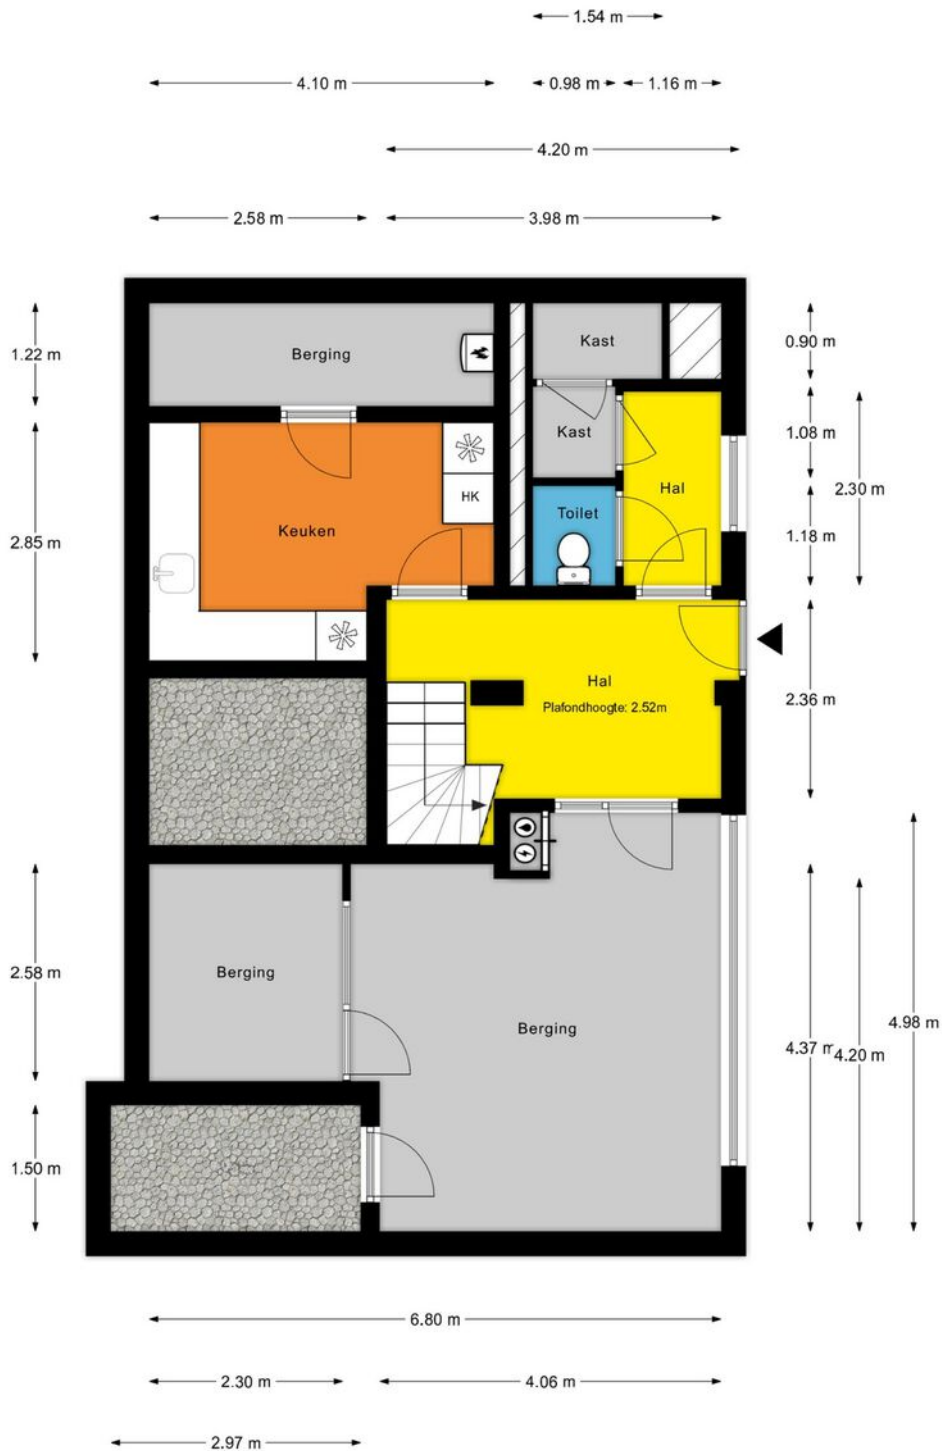 1.54 m
4.10 m
0.98 m
1.16 m
4.20 m
2.58 m
3.98 m
1.22 m
Berging
Kast
0.90 m
Kast
1.08 m
Hal
2.30 m
HK
Toilet
Keuken
2.85 m
1.18 m
Hal
Plafondhoogte: 2.52m
2.36 m
2.58 m
Berging
Berging
4.98 m
4.37 m
4.20 m
1.50 m
6.80 m
2.30 m
4.06 m
2.97 m